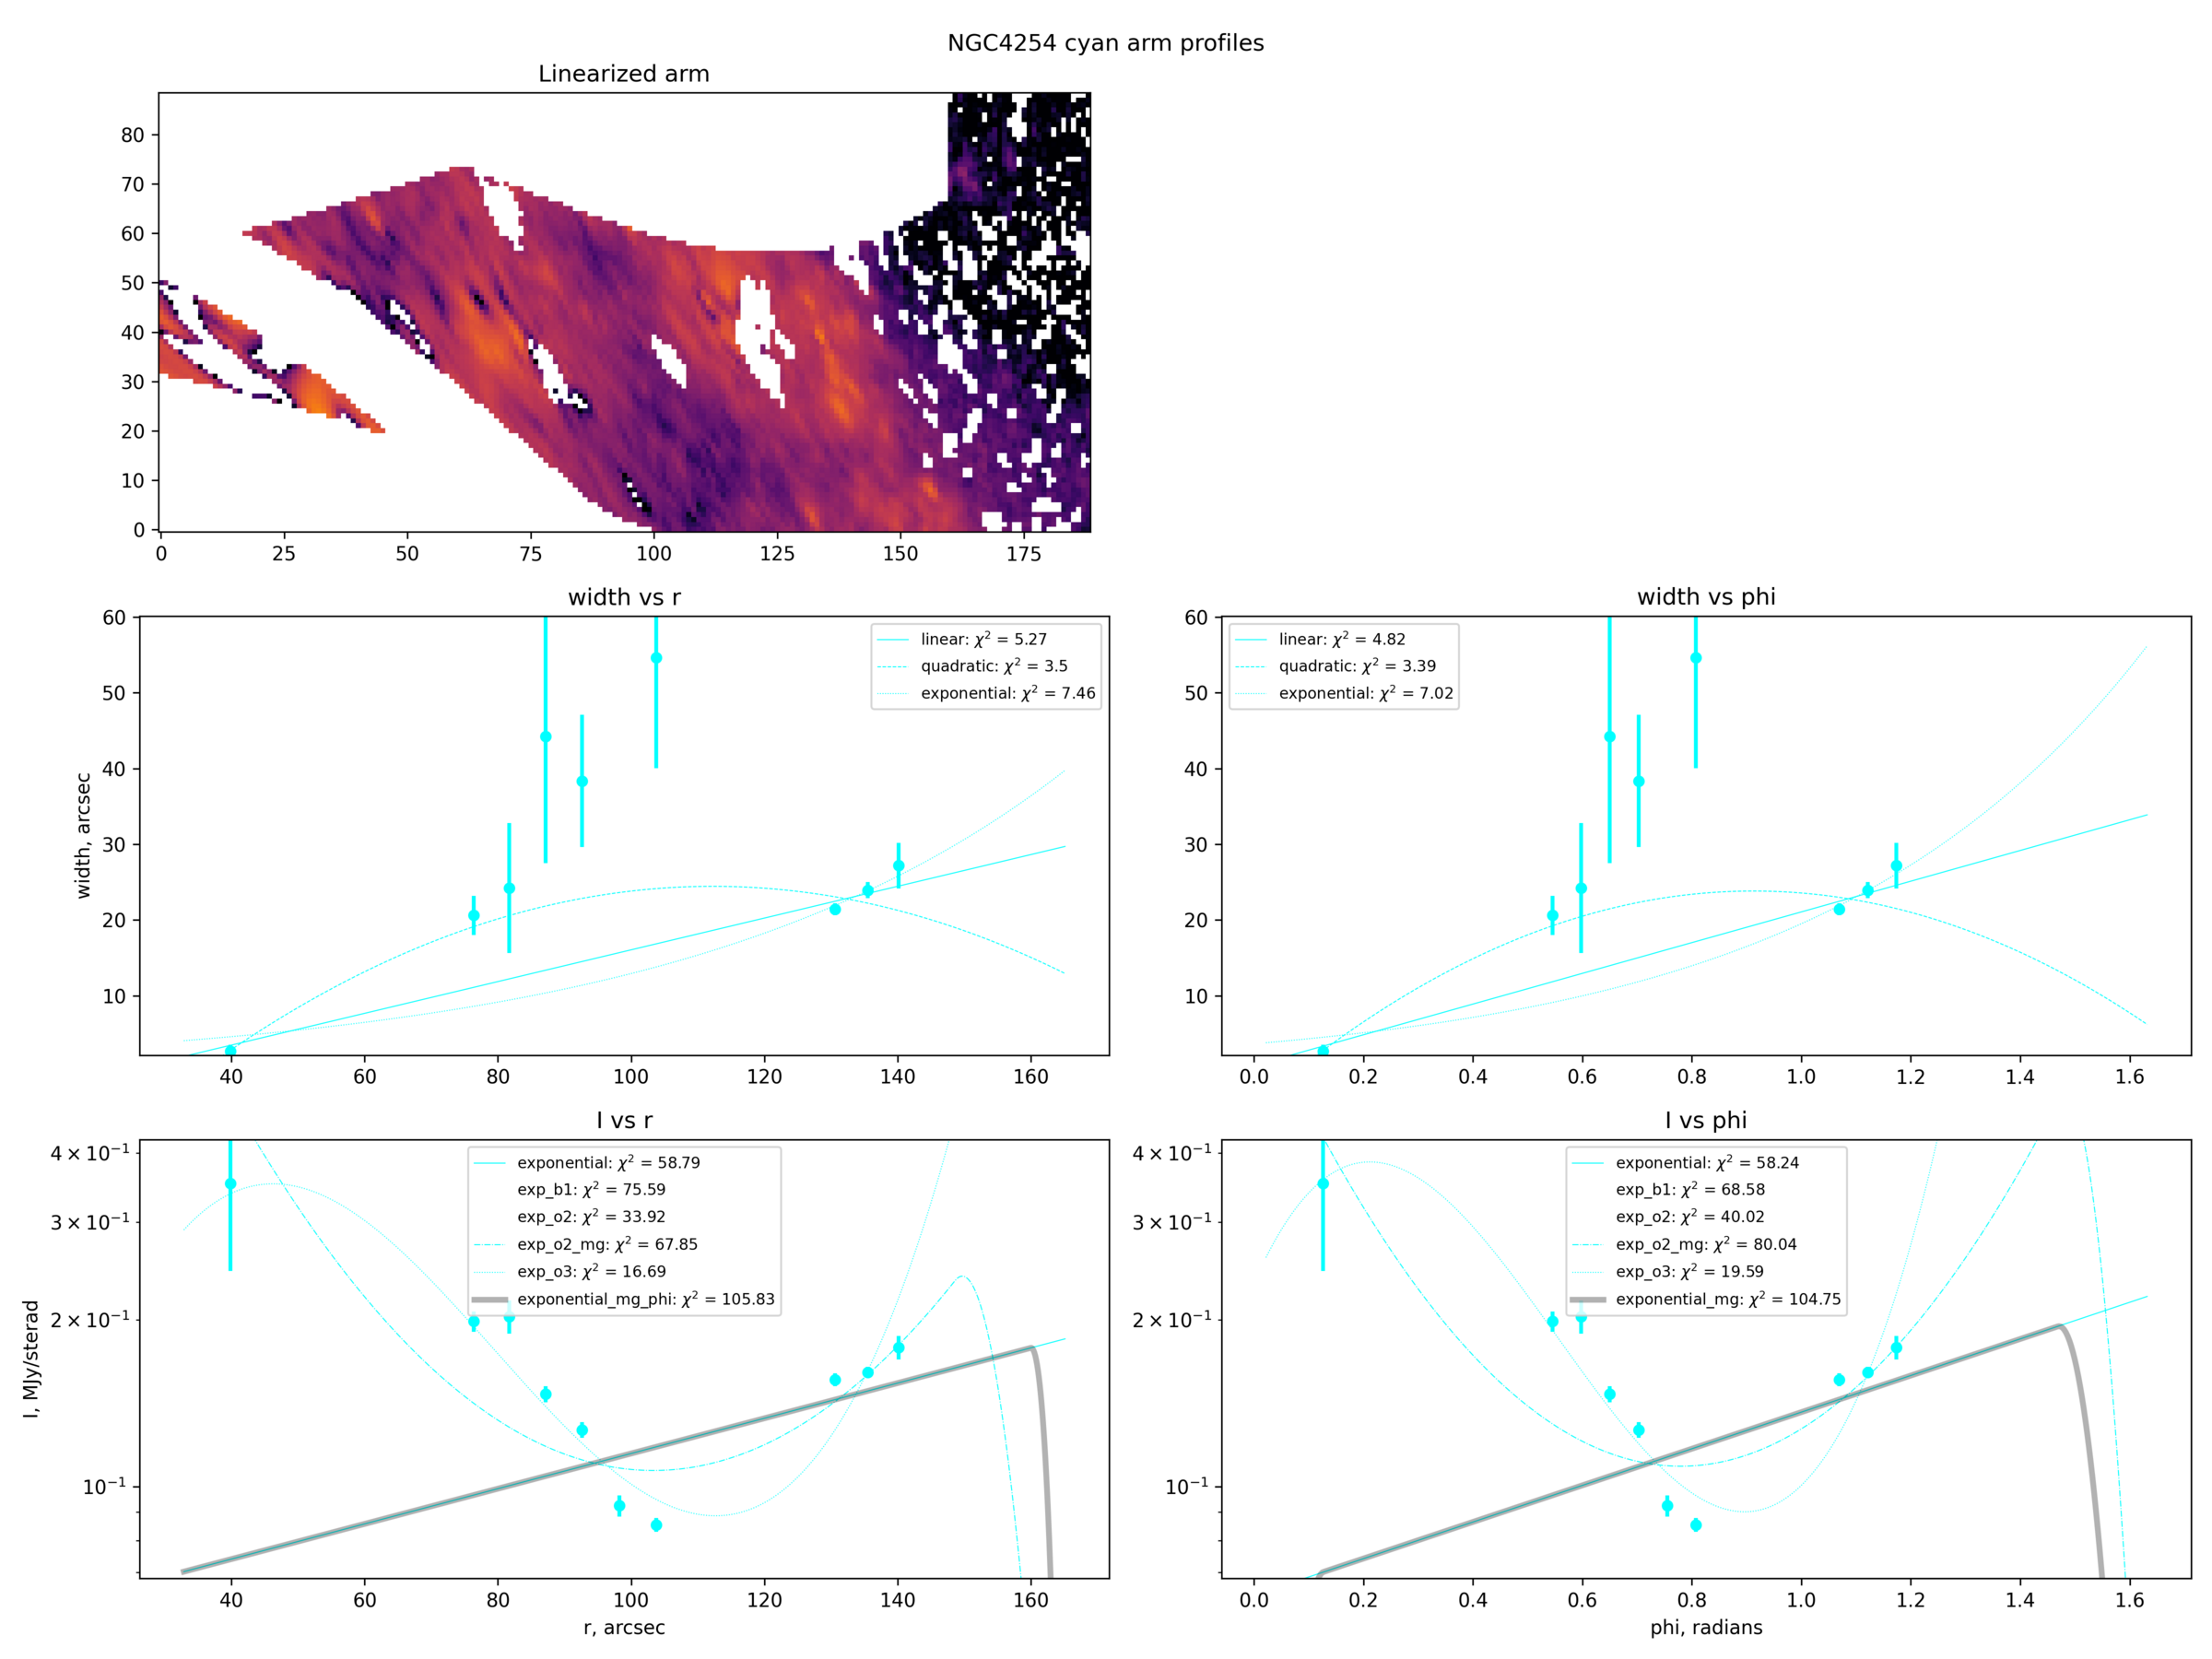 NGC4254 cyan arm profiles
Linearized arm
80
70
60
50
40
30
20
10
0
0 25 50 75 100 125 150 175
width vs r
width, arcsec
60
50
40
30
20
10
linear: χ² = 5.27
quadratic: χ² = 3.5
exponential: χ² = 7.46
40 60 80 100 120 140 160
width vs phi
60
50
40
30
20
10
linear: χ² = 4.82
quadratic: χ² = 3.39
exponential: χ² = 7.02
0.0 0.2 0.4 0.6 0.8 1.0 1.2 1.4 1.6
I vs r
I, MJy/sterad
4 × 10⁻¹
3 × 10⁻¹
2 × 10⁻¹
10⁻¹
exponential: χ² = 58.79
exp_b1: χ² = 75.59
exp_o2: χ² = 33.92
exp_o2_mg: χ² = 67.85
exp_o3: χ² = 16.69
exponential_mg_phi: χ² = 105.83
40 60 80 100 120 140 160
r, arcsec
I vs phi
4 × 10⁻¹
3 × 10⁻¹
2 × 10⁻¹
10⁻¹
exponential: χ² = 58.24
exp_b1: χ² = 68.58
exp_o2: χ² = 40.02
exp_o2_mg: χ² = 80.04
exp_o3: χ² = 19.59
exponential_mg: χ² = 104.75
0.0 0.2 0.4 0.6 0.8 1.0 1.2 1.4 1.6
phi, radians